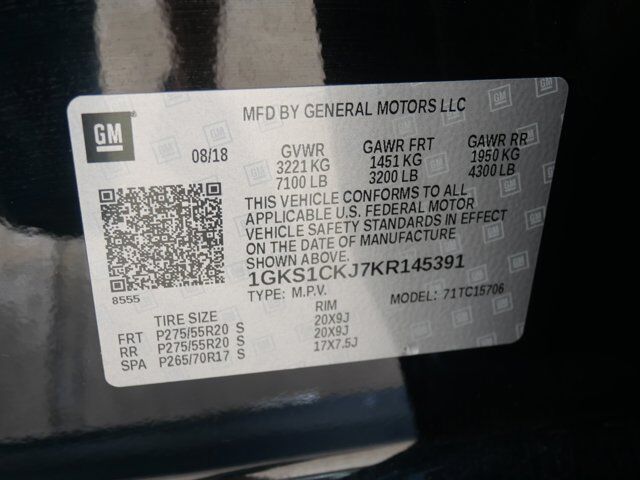 MFD BY GENERAL MOTORS LLC
GM
08/18 GVWR GAWR FRT GAWR RR
3221 KG 1451 KG 1950 KG
7100 LB 3200 LB 4300 LB
THIS VEHICLE CONFORMS TO ALL
APPLICABLE U.S. FEDERAL MOTOR
VEHICLE SAFETY STANDARDS IN EFFECT
ON THE DATE OF MANUFACTURE
SHOWN ABOVE.
1GKS1CKJ7KR145391
8555 TYPE: M.P.V. MODEL: 71TC15706
TIRE SIZE RIM
FRT P275/55R20 S 20X9J
RR P275/55R20 S 20X9J
SPA P265/70R17 S 17X7.5J